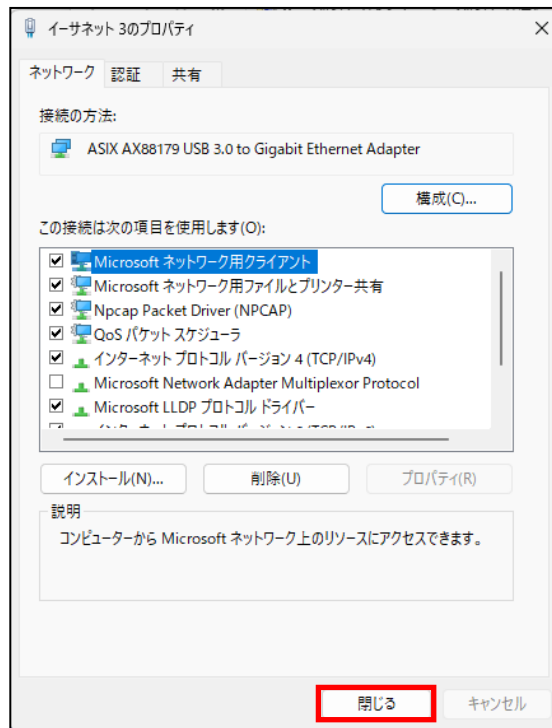 イーサネット 3のプロパティ
ネットワーク 認証 共有
接続の方法:
ASIX AX88179 USB 3.0 to Gigabit Ethernet Adapter
構成(C)...
この接続は次の項目を使用します(O):
Microsoft ネットワーク用クライアント
Microsoft ネットワーク用ファイルとプリンター共有
Npcap Packet Driver (NPCAP)
QoS パケット スケジューラ
インターネット プロトコル バージョン 4 (TCP/IPv4)
Microsoft Network Adapter Multiplexor Protocol
Microsoft LLDP プロトコル ドライバー
インストール(N)... 削除(U) プロパティ(R)
説明
コンピューターから Microsoft ネットワーク上のリソースにアクセスできます。
閉じる キャンセル